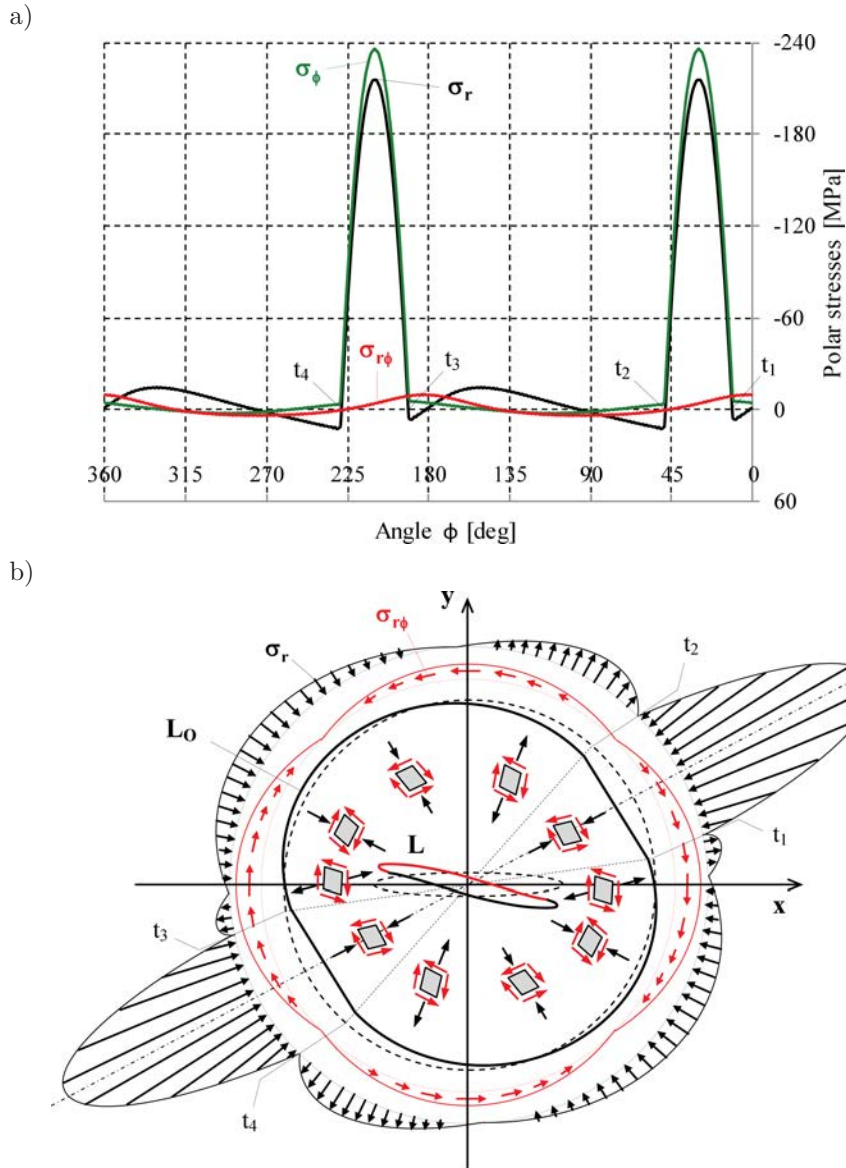 a)
-240
σϕ
σr
-180
-120
-60
t4 σrϕ t3 t2 t1
0
360 315 270 225 180 135 90 45 0
60
Polar stresses [MPa]
Angle ϕ [deg]
b)
y
σrϕ
σr
t2
LO
L
t1
x
t3
t4